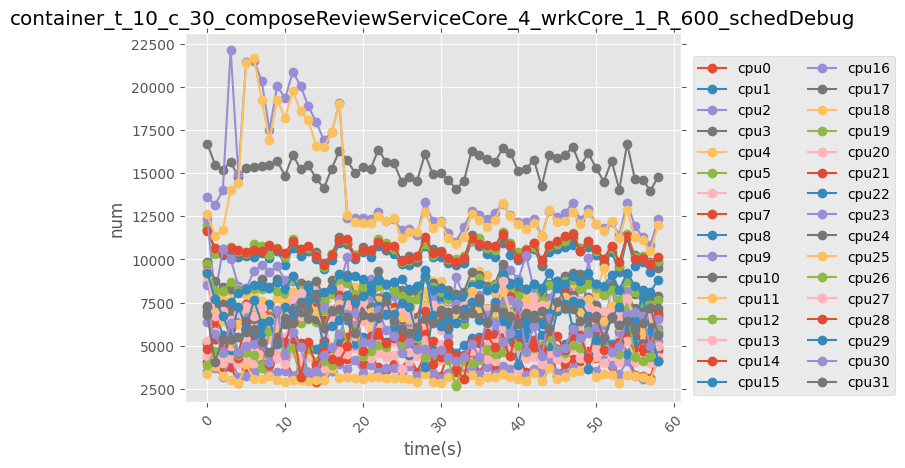 container_t_10_c_30_composeReviewServiceCore_4_wrkCore_1_R_600_schedDebug
22500
20000
17500
15000
12500
10000
7500
5000
2500
num
0
10
20
30
40
50
60
time(s)
cpu0
cpu1
cpu2
cpu3
cpu4
cpu5
cpu6
cpu7
cpu8
cpu9
cpu10
cpu11
cpu12
cpu13
cpu14
cpu15
cpu16
cpu17
cpu18
cpu19
cpu20
cpu21
cpu22
cpu23
cpu24
cpu25
cpu26
cpu27
cpu28
cpu29
cpu30
cpu31